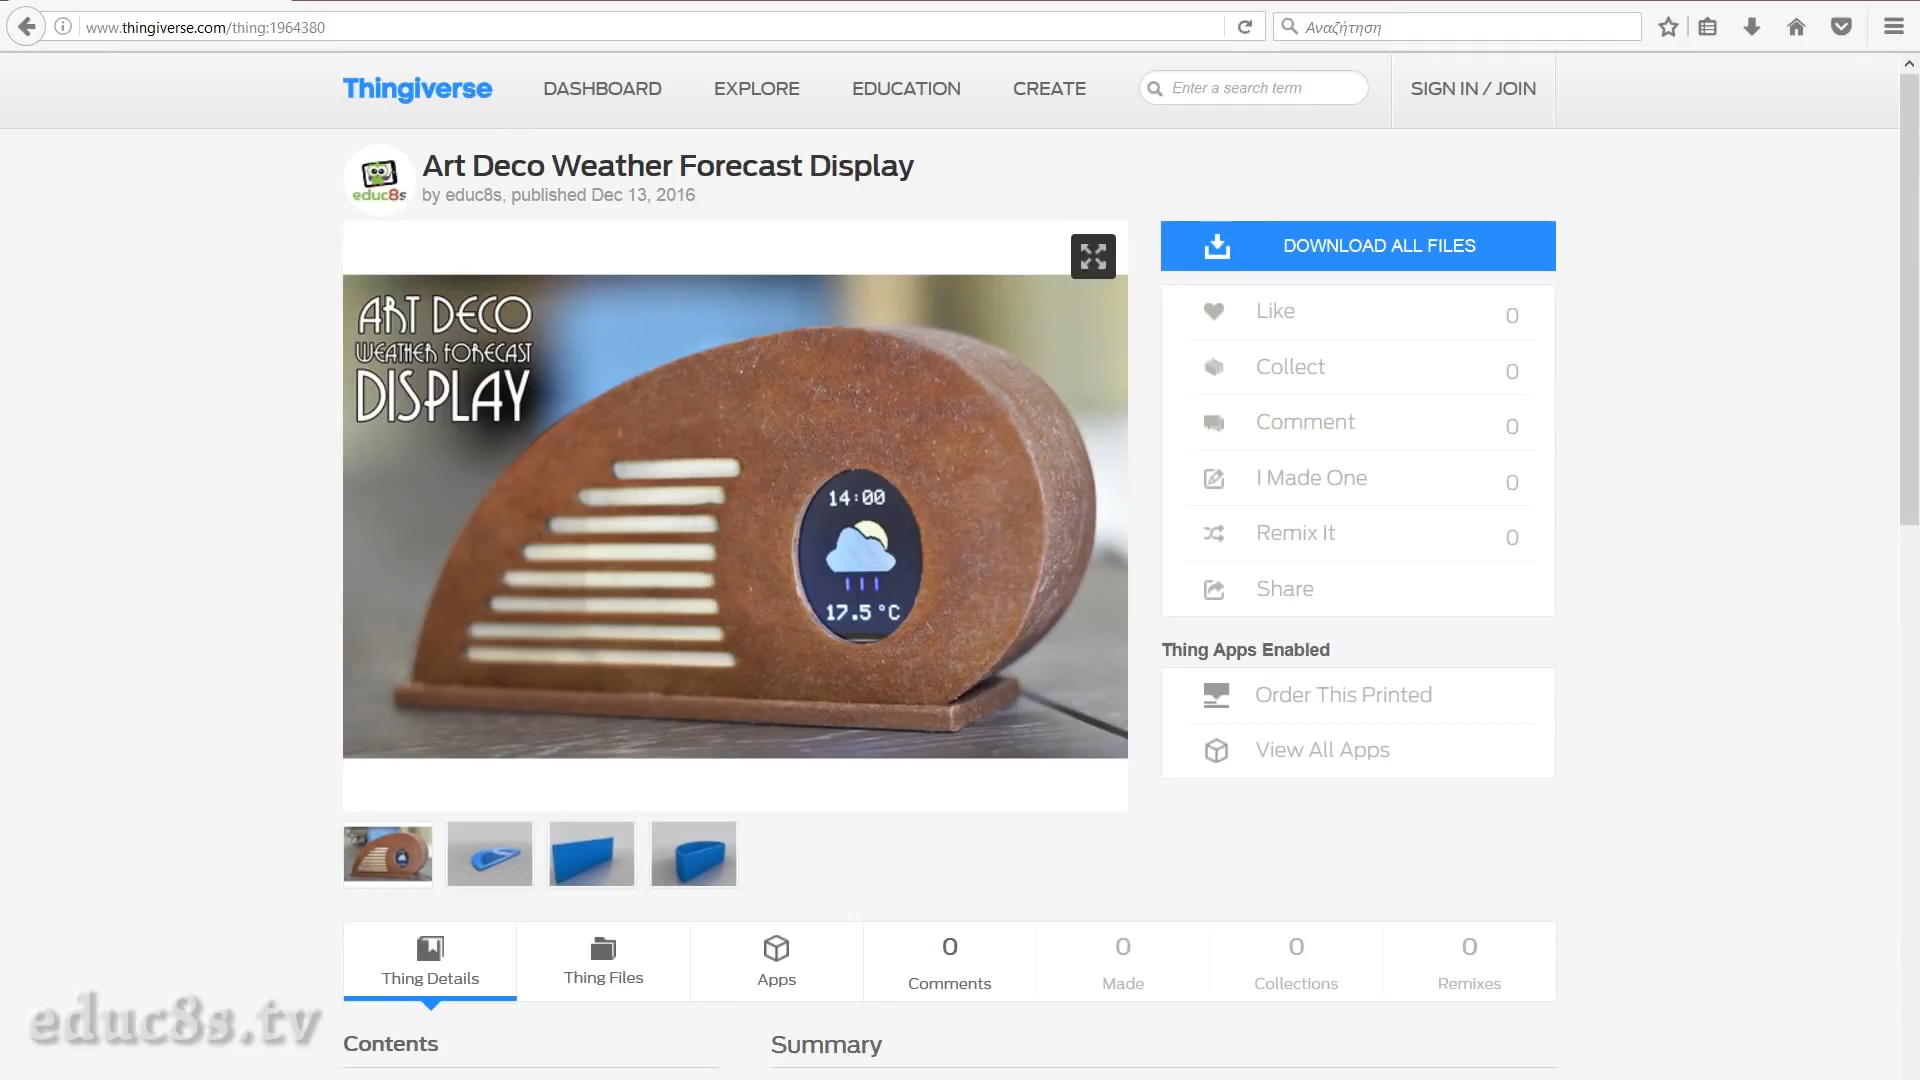 www.thingiverse.com/thing:1964380
Αναζήτηση
Thingiverse
DASHBOARD
EXPLORE
EDUCATION
CREATE
Enter a search term
SIGN IN / JOIN
educ8s
Art Deco Weather Forecast Display
by educ8s, published Dec 13, 2016
ART DECO
WEATHER FORECAST
DISPLAY
14:00
17.5°C
DOWNLOAD ALL FILES
Like 0
Collect 0
Comment 0
I Made One 0
Remix It 0
Share
Thing Apps Enabled
Order This Printed
View All Apps
Thing Details
Thing Files
Apps
0
Comments
0
Made
0
Collections
0
Remixes
educ8s.tv
Contents
Summary